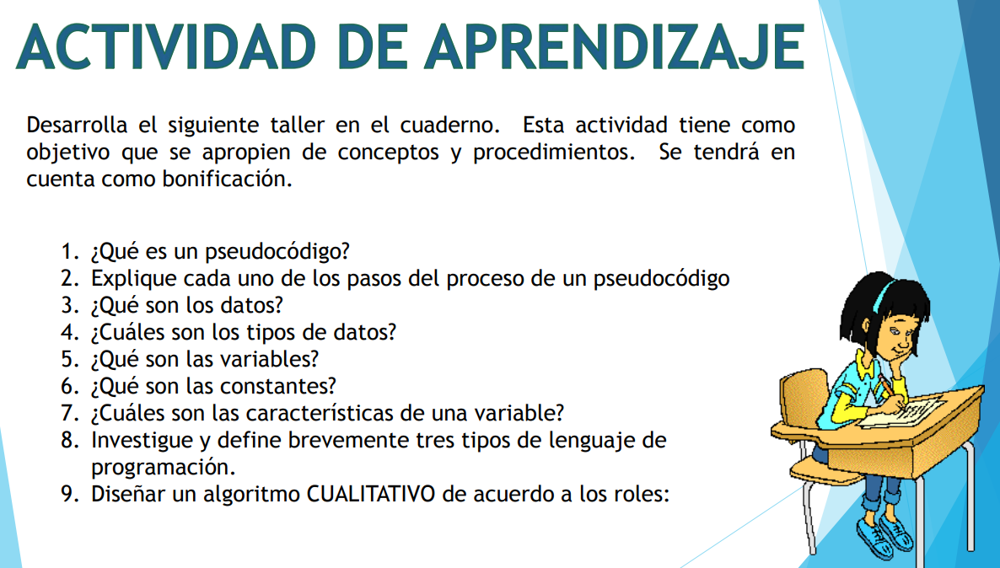 ACTIVIDAD DE APRENDIZAJE
Desarrolla el siguiente taller en el cuaderno. Esta actividad tiene como
objetivo que se apropien de conceptos y procedimientos. Se tendrá en
cuenta como bonificación.
1. ¿Qué es un pseudocódigo?
2. Explique cada uno de los pasos del proceso de un pseudocódigo
3. ¿Qué son los datos?
4. ¿Cuáles son los tipos de datos?
5. ¿Qué son las variables?
6. ¿Qué son las constantes?
7. ¿Cuáles son las características de una variable?
8. Investigue y define brevemente tres tipos de lenguaje de
programación.
9. Diseñar un algoritmo CUALITATIVO de acuerdo a los roles: